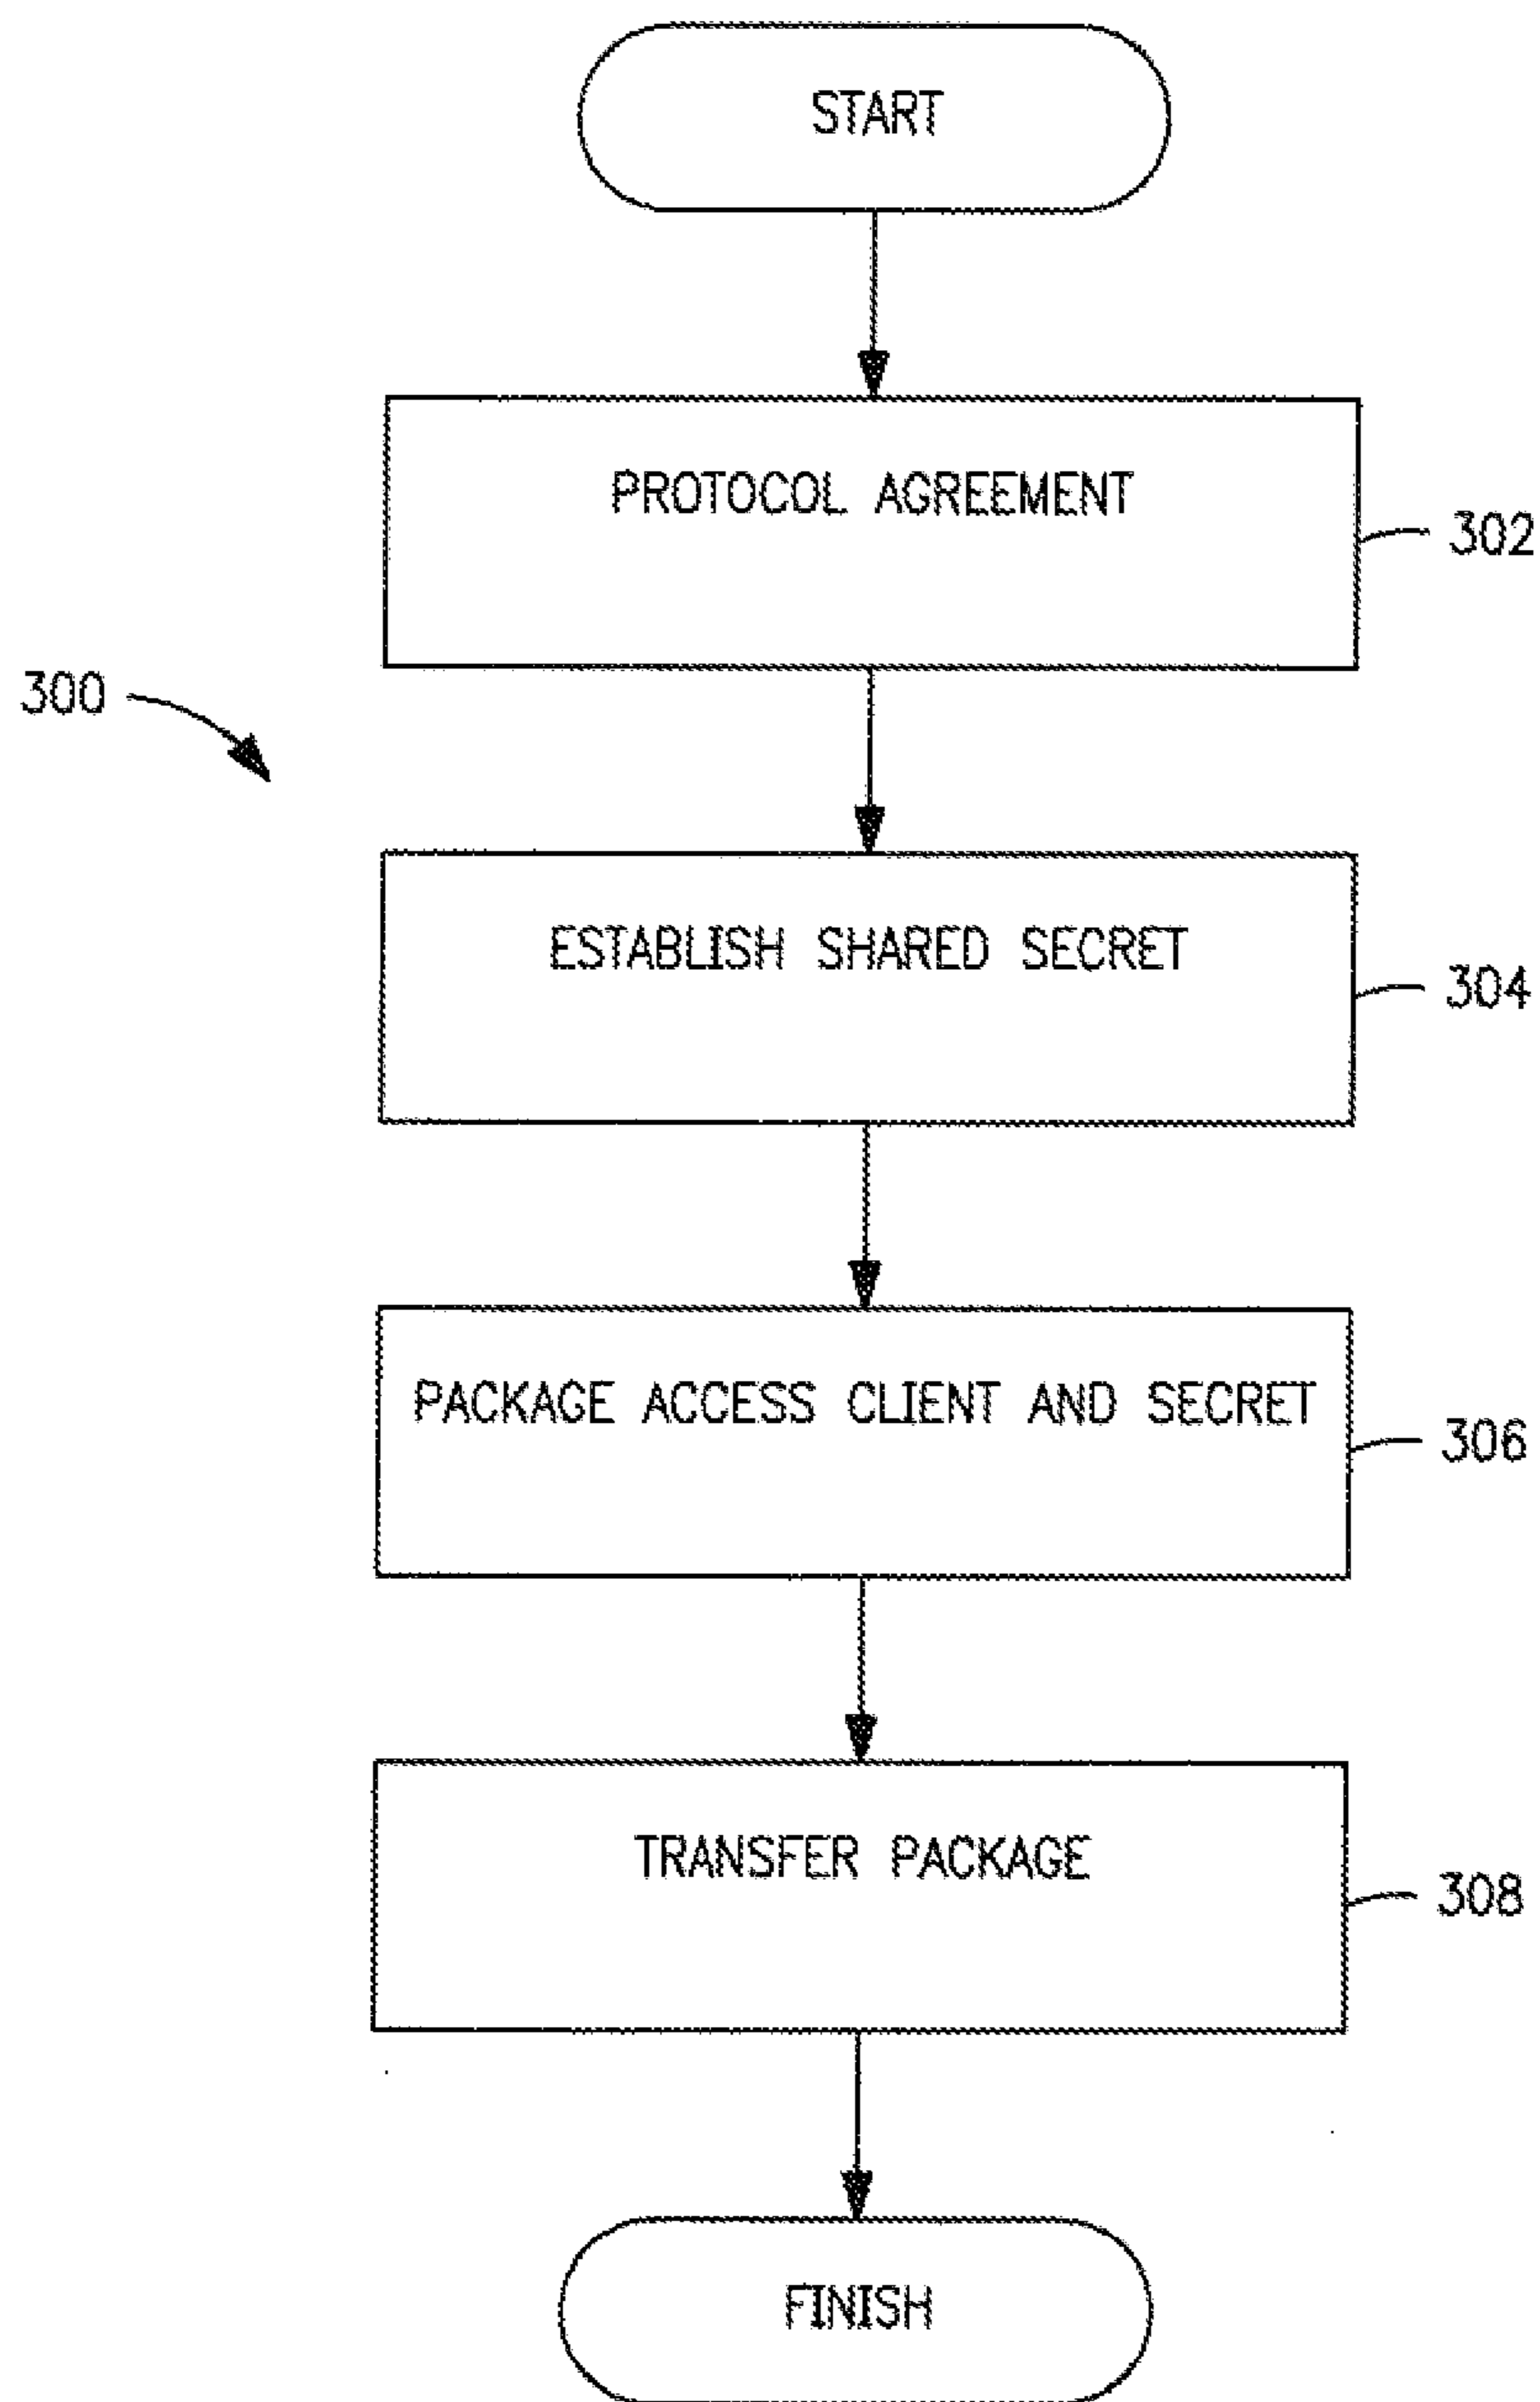 START
PROTOCOL AGREEMENT
302
300
ESTABLISH SHARED SECRET
304
PACKAGE ACCESS CLIENT AND SECRET
306
TRANSFER PACKAGE
308
FINISH